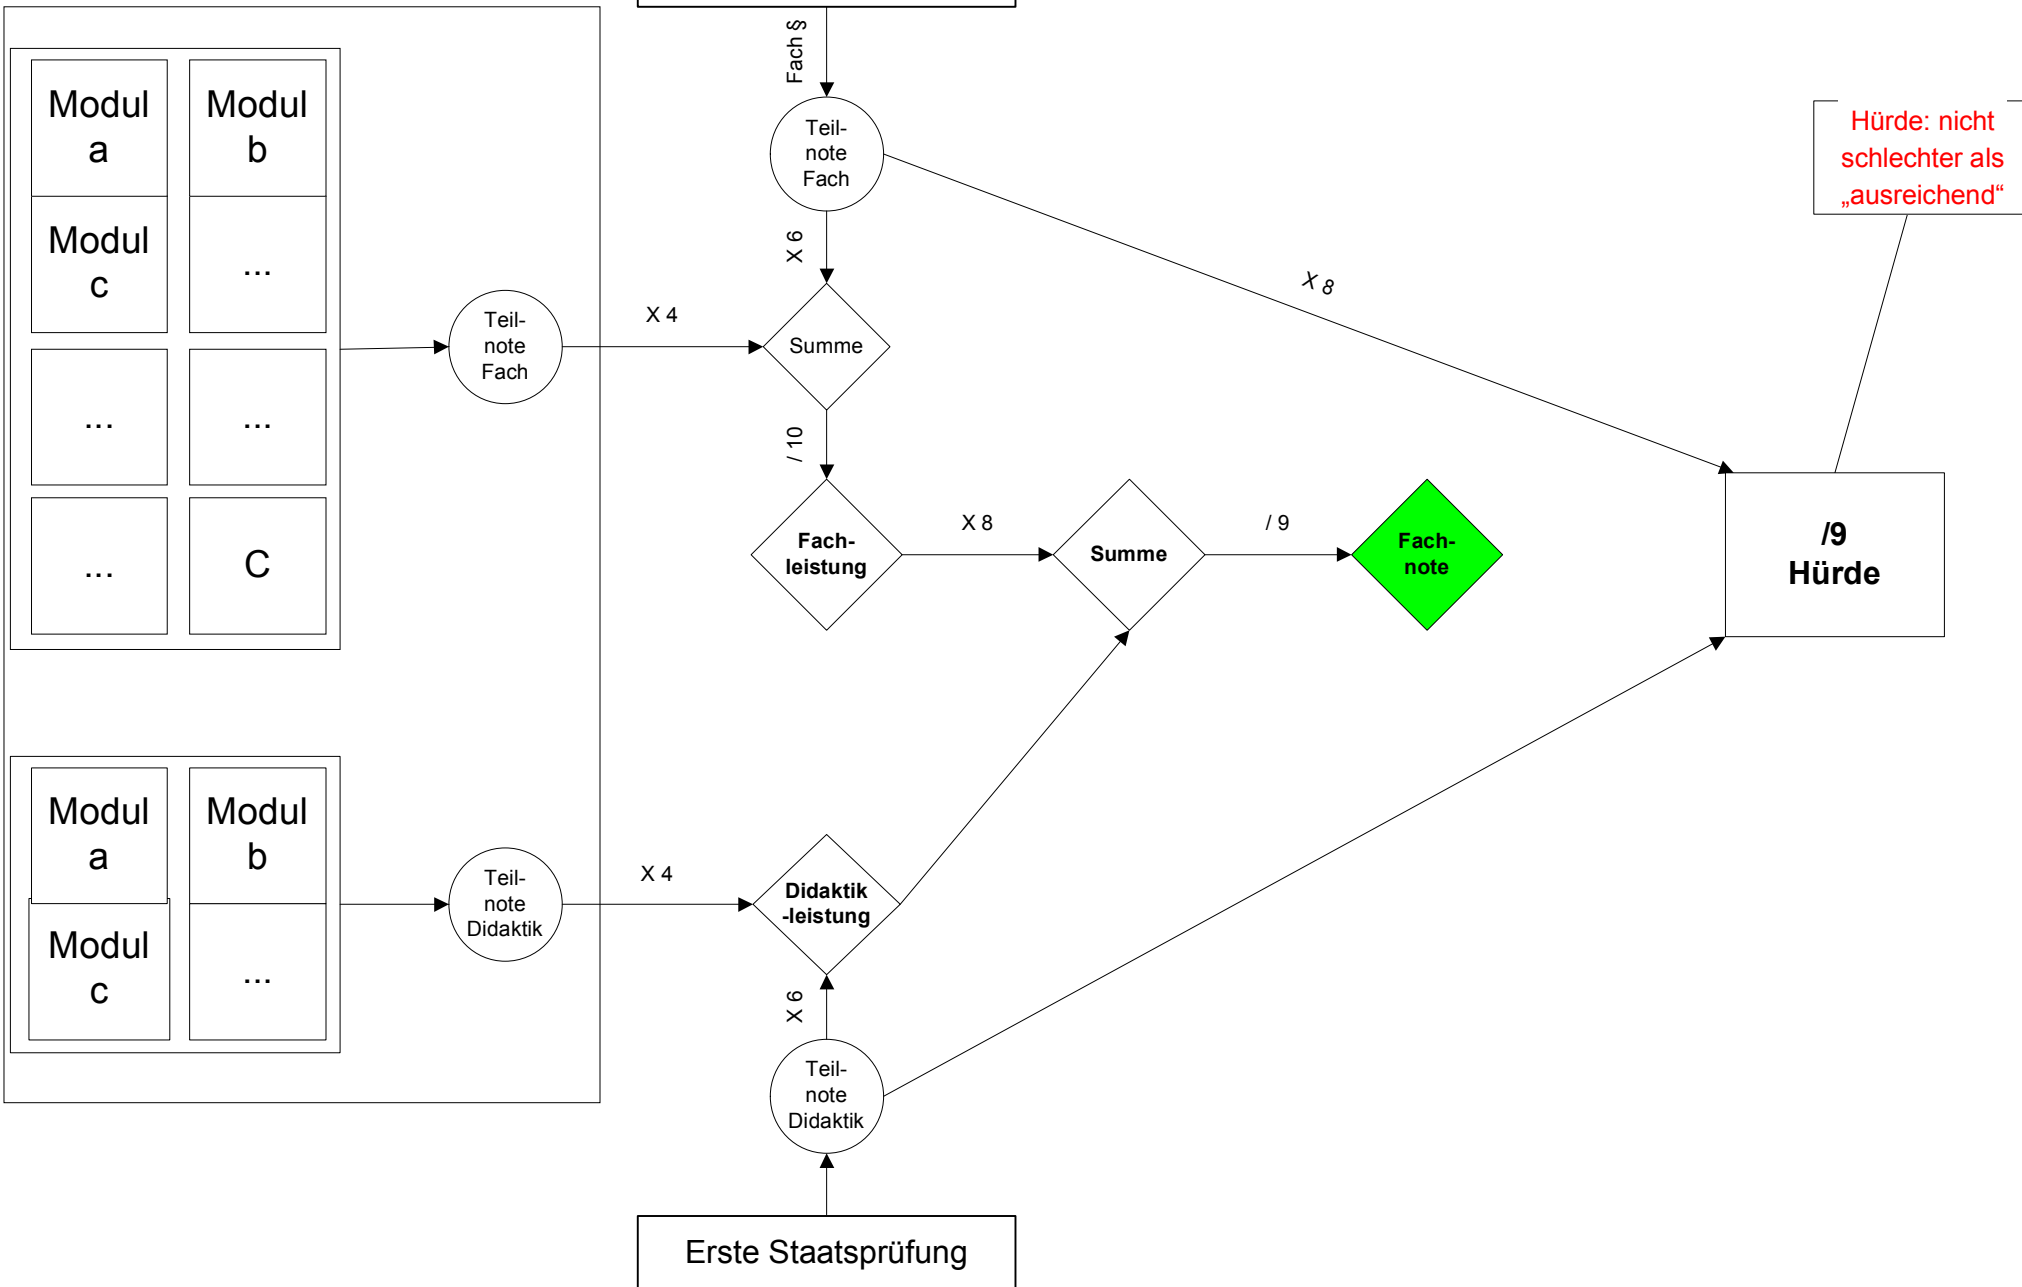 Fach §
Modul
a
Modul
b
Modul
c
...
...
...
...
C
Teil-
note
Fach
X 6
Teil-
note
Fach
X 4
Summe
X 8
Hürde: nicht
schlechter als
„ausreichend“
/ 10
Fach-
leistung
X 8
Summe
/ 9
Fach-
note
/9
Hürde
Modul
a
Modul
b
Modul
c
...
Teil-
note
Didaktik
X 4
Didaktik
-leistung
X 6
Teil-
note
Didaktik
Erste Staatsprüfung